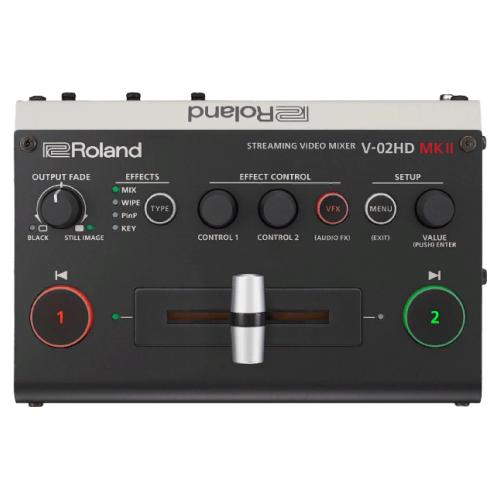 Roland
Roland
STREAMING VIDEO MIXER V-02HD MKII
OUTPUT FADE
BLACK
STILL IMAGE
EFFECTS
MIX
WIPE
PinP
KEY
TYPE
EFFECT CONTROL
CONTROL 1
CONTROL 2
VFX
(AUDIO FX)
SETUP
MENU
(EXIT)
VALUE
(PUSH) ENTER
1
2